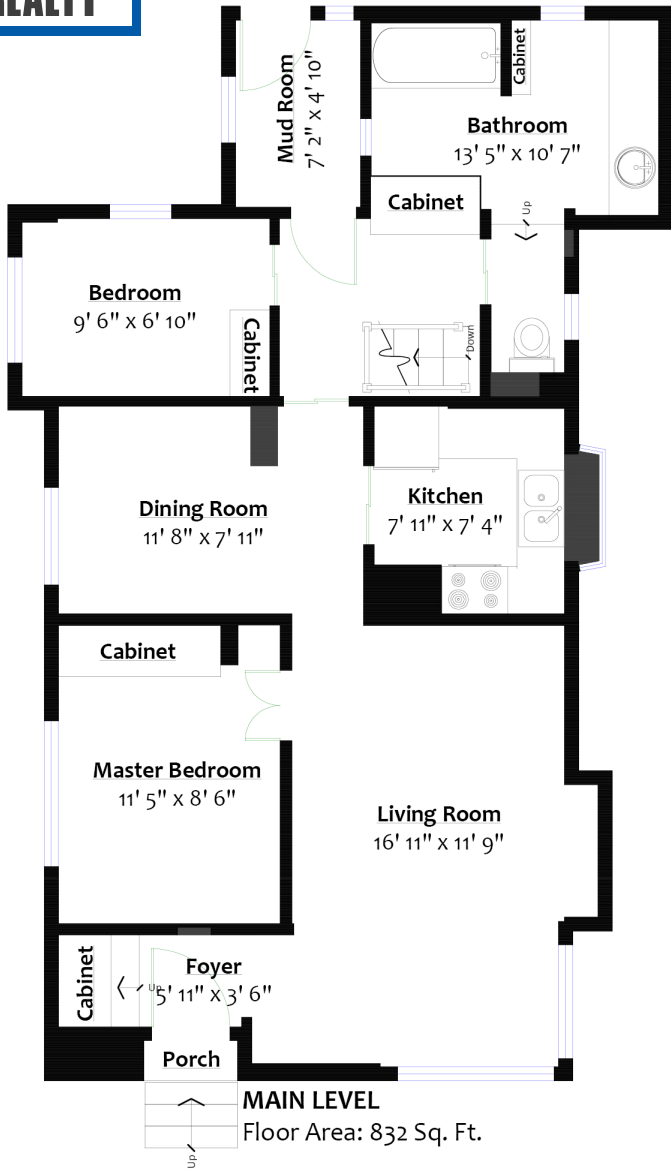 REALTY
Mud Room
7' 2" x 4' 10"
Cabinet
Bathroom
13' 5" x 10' 7"
Cabinet
Up
Bedroom
9' 6" x 6' 10"
Cabinet
Down
Dining Room
11' 8" x 7' 11"
Kitchen
7' 11" x 7' 4"
Cabinet
Master Bedroom
11' 5" x 8' 6"
Living Room
16' 11" x 11' 9"
Cabinet
Up
Foyer
5' 11" x 3' 6"
Porch
Up
MAIN LEVEL
Floor Area: 832 Sq. Ft.